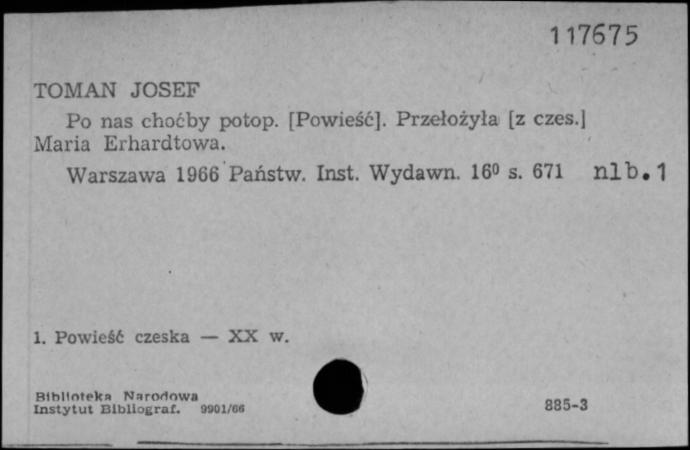 117675
TOMAN JOSEF
Po nas choćby potop. [Powieść]. Przełożyła [z czes.]
Maria Erhardtowa.
Warszawa 1966 Państw. Inst. Wydawn. 16⁰ s. 671 nlb.1
1. Powieść czeska — XX w.
Biblioteka Narodowa
Instytut Bibliograf. 9901/66
885-3